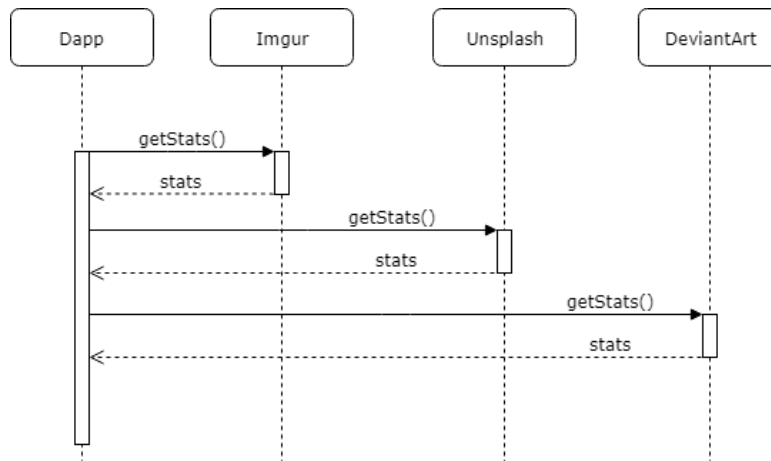 Dapp
Imgur
Unsplash
DeviantArt
getStats()
stats
getStats()
stats
getStats()
stats